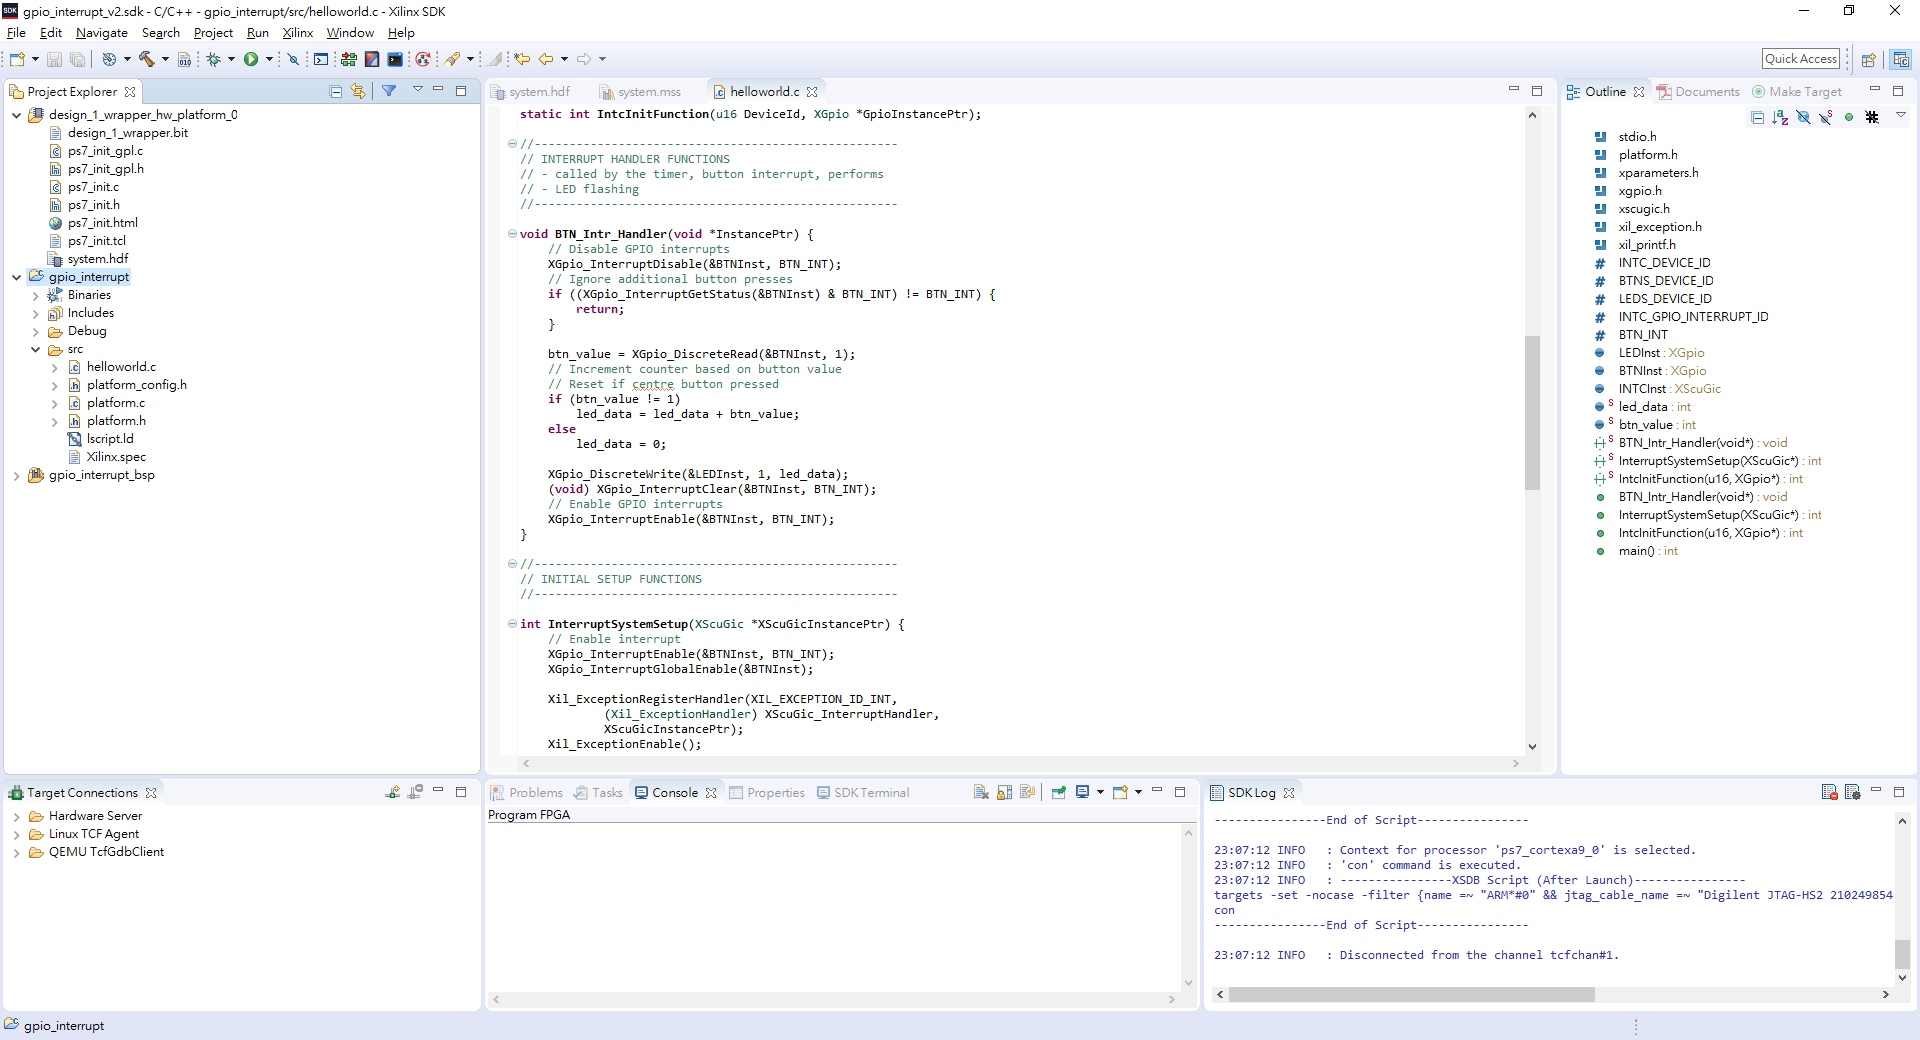 gpio_interrupt_v2.sdk - C/C++ - gpio_interrupt/src/helloworld.c - Xilinx SDK
File Edit Navigate Search Project Run Xilinx Window Help
Quick Access
Project Explorer
design_1_wrapper_hw_platform_0
design_1_wrapper.bit
ps7_init_gpl.c
ps7_init_gpl.h
ps7_init.c
ps7_init.h
ps7_init.html
ps7_init.tcl
system.hdf
gpio_interrupt
Binaries
Includes
Debug
src
helloworld.c
platform_config.h
platform.c
platform.h
lscript.ld
Xilinx.spec
gpio_interrupt_bsp
system.hdf system.mss helloworld.c
static int IntcInitFunction(u16 DeviceId, XGpio *GpioInstancePtr);
//----------------------------------------------------
// INTERRUPT HANDLER FUNCTIONS
// - called by the timer, button interrupt, performs
// - LED flashing
//----------------------------------------------------
void BTN_Intr_Handler(void *InstancePtr) {
// Disable GPIO interrupts
XGpio_InterruptDisable(&BTNInst, BTN_INT);
// Ignore additional button presses
if ((XGpio_InterruptGetStatus(&BTNInst) & BTN_INT) != BTN_INT) {
return;
}
btn_value = XGpio_DiscreteRead(&BTNInst, 1);
// Increment counter based on button value
// Reset if centre button pressed
if (btn_value != 1)
led_data = led_data + btn_value;
else
led_data = 0;
XGpio_DiscreteWrite(&LEDInst, 1, led_data);
(void) XGpio_InterruptClear(&BTNInst, BTN_INT);
// Enable GPIO interrupts
XGpio_InterruptEnable(&BTNInst, BTN_INT);
}
//----------------------------------------------------
// INITIAL SETUP FUNCTIONS
//----------------------------------------------------
int InterruptSystemSetup(XScuGic *XScuGicInstancePtr) {
// Enable interrupt
XGpio_InterruptEnable(&BTNInst, BTN_INT);
XGpio_InterruptGlobalEnable(&BTNInst);
Xil_ExceptionRegisterHandler(XIL_EXCEPTION_ID_INT,
(Xil_ExceptionHandler) XScuGic_InterruptHandler,
XScuGicInstancePtr);
Xil_ExceptionEnable();
Outline Documents Make Target
stdio.h
platform.h
xparameters.h
xgpio.h
xscugic.h
xil_exception.h
xil_printf.h
INTC_DEVICE_ID
BTNS_DEVICE_ID
LEDS_DEVICE_ID
INTC_GPIO_INTERRUPT_ID
BTN_INT
LEDInst : XGpio
BTNInst : XGpio
INTCInst : XScuGic
led_data : int
btn_value : int
BTN_Intr_Handler(void*) : void
InterruptSystemSetup(XScuGic*) : int
IntcInitFunction(u16, XGpio*) : int
BTN_Intr_Handler(void*) : void
InterruptSystemSetup(XScuGic*) : int
IntcInitFunction(u16, XGpio*) : int
main() : int
Target Connections
Hardware Server
Linux TCF Agent
QEMU TcfGdbClient
Problems Tasks Console Properties SDK Terminal
Program FPGA
SDK Log
----------------End of Script----------------
23:07:12 INFO : Context for processor 'ps7_cortexa9_0' is selected.
23:07:12 INFO : 'con' command is executed.
23:07:12 INFO : ----------------XSDB Script (After Launch)----------------
targets -set -nocase -filter {name =~ "ARM*#0" && jtag_cable_name =~ "Digilent JTAG-HS2 210249854
con
----------------End of Script----------------
23:07:12 INFO : Disconnected from the channel tcfchan#1.
gpio_interrupt